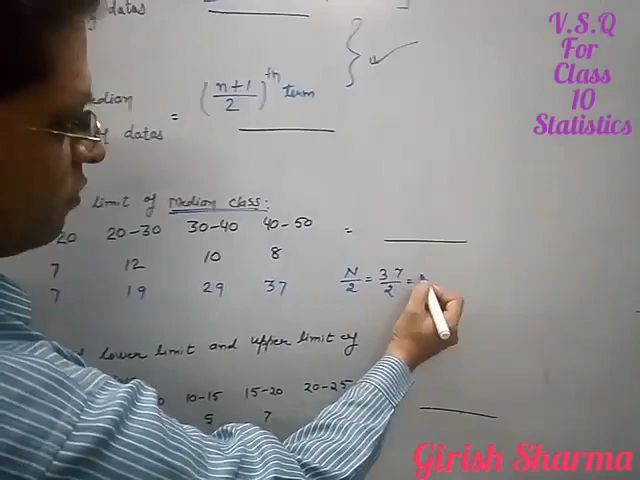 datas
V.S.Q
For
Class
10
Statistics
(n+1/2)th term
=
datas
limit of Median class:
20 20-30 30-40 40-50 =
7 12 10 8
7 19 29 37 N/2 = 37/2 =
lower limit and upper limit of
10-15 15-20 20-25
5 7
Girish Sharma